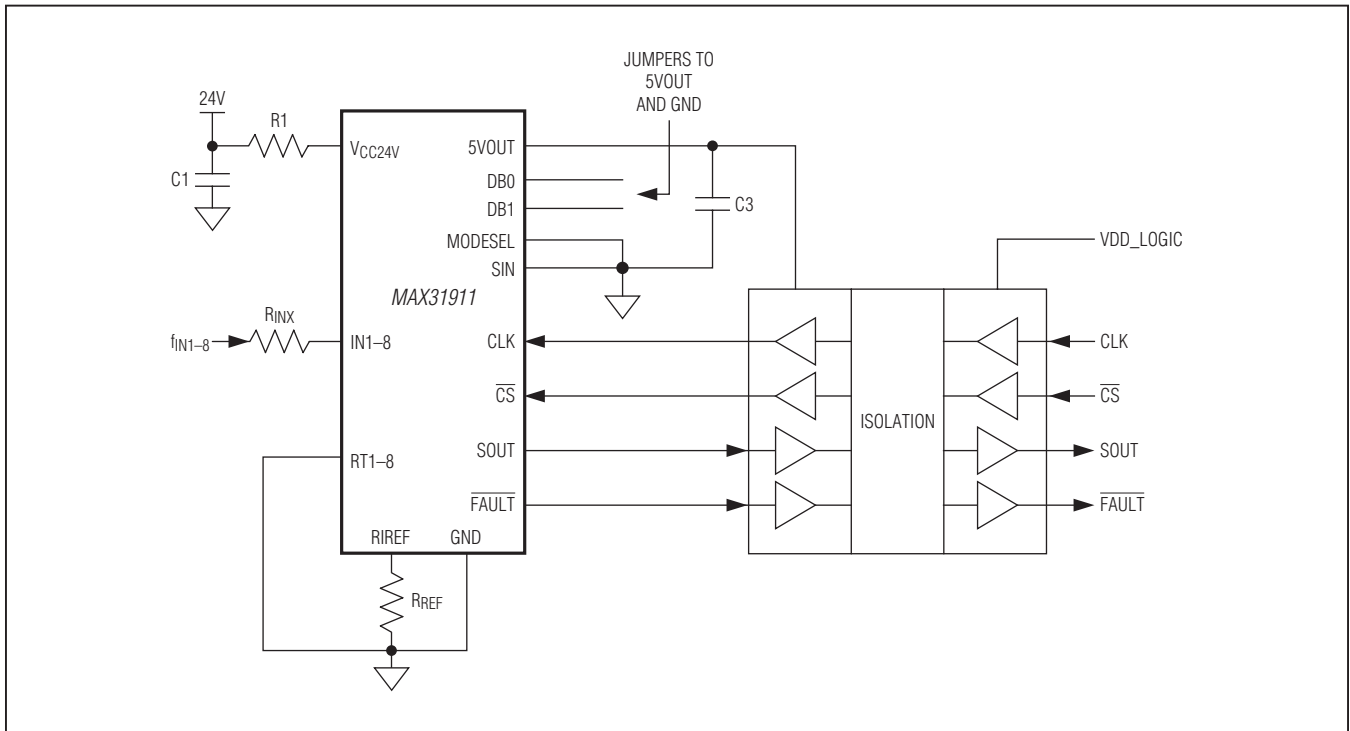 JUMPERS TO
5VOUT
AND GND
24V
R1
C1
VCC24V
5VOUT
DB0
DB1
C3
MODESEL
SIN
VDD_LOGIC
MAX31911
RINX
fIN1–8
IN1–8
CLK
CLK
CS
CS
ISOLATION
SOUT
SOUT
RT1–8
FAULT
FAULT
RIREF
GND
RREF